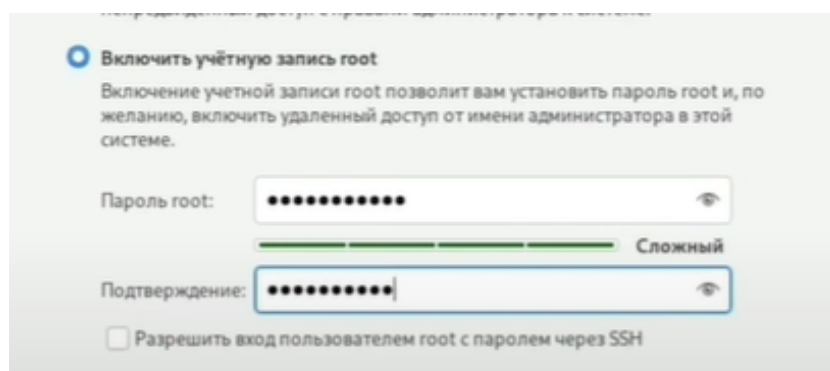 Включить учётную запись root
Включение учетной записи root позволит вам установить пароль root и, по
желанию, включить удаленный доступ от имени администратора в этой
системе.
Пароль root: •••••••••••
Сложный
Подтверждение: ••••••••••
Разрешить вход пользователем root с паролем через SSH